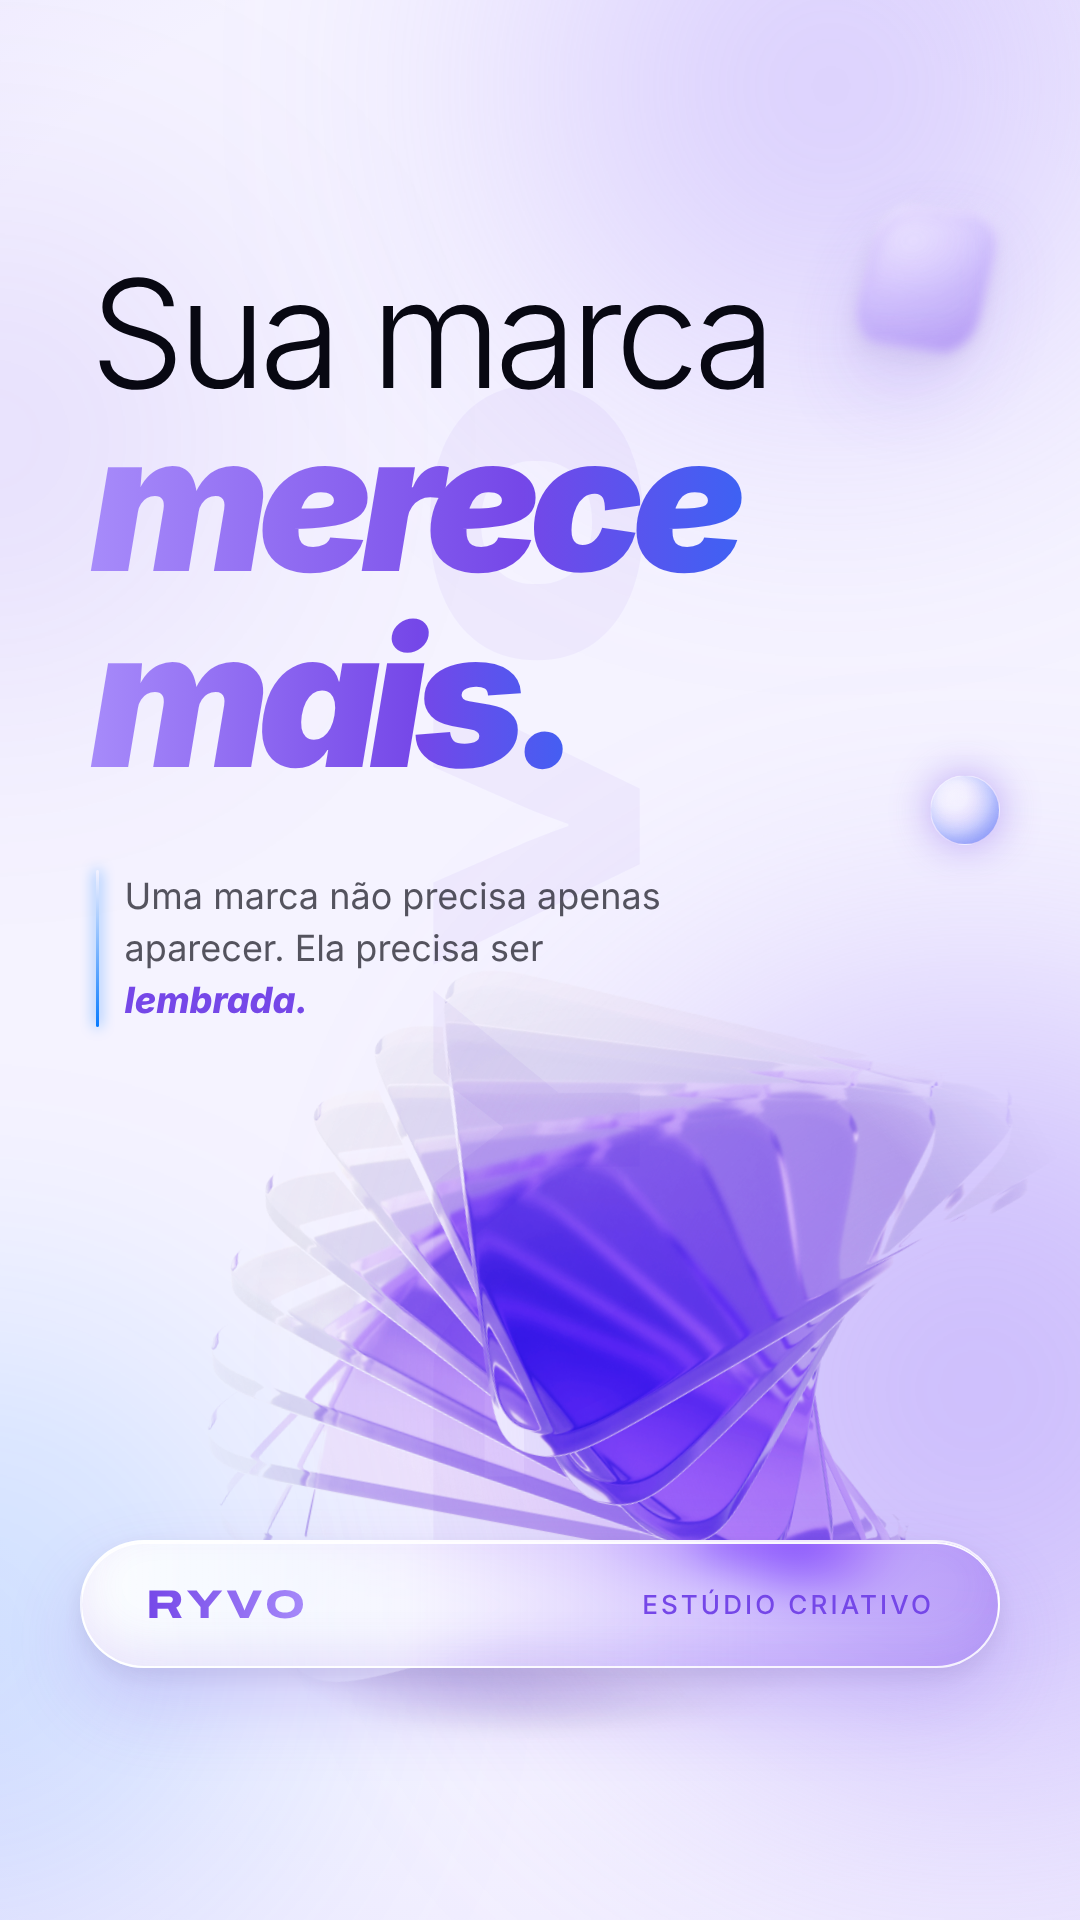 Sua marca
merece
mais.
Uma marca não precisa apenas
aparecer. Ela precisa ser
lembrada.
RYVO
ESTÚDIO CRIATIVO